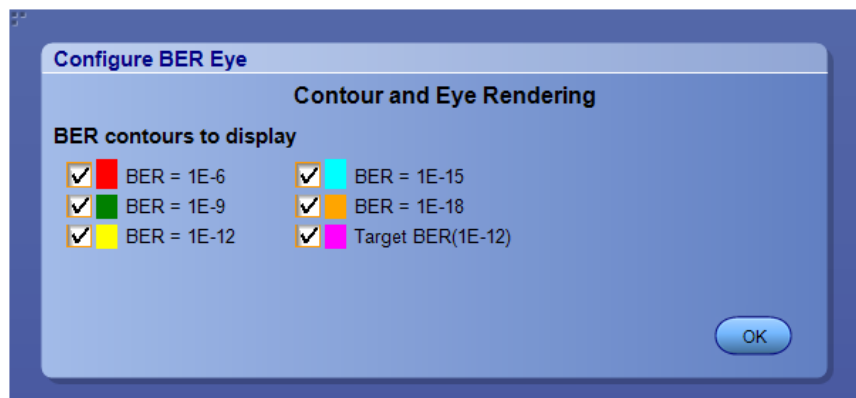 Configure BER Eye
Contour and Eye Rendering
BER contours to display
BER = 1E-6
BER = 1E-15
BER = 1E-9
BER = 1E-18
BER = 1E-12
Target BER(1E-12)
OK